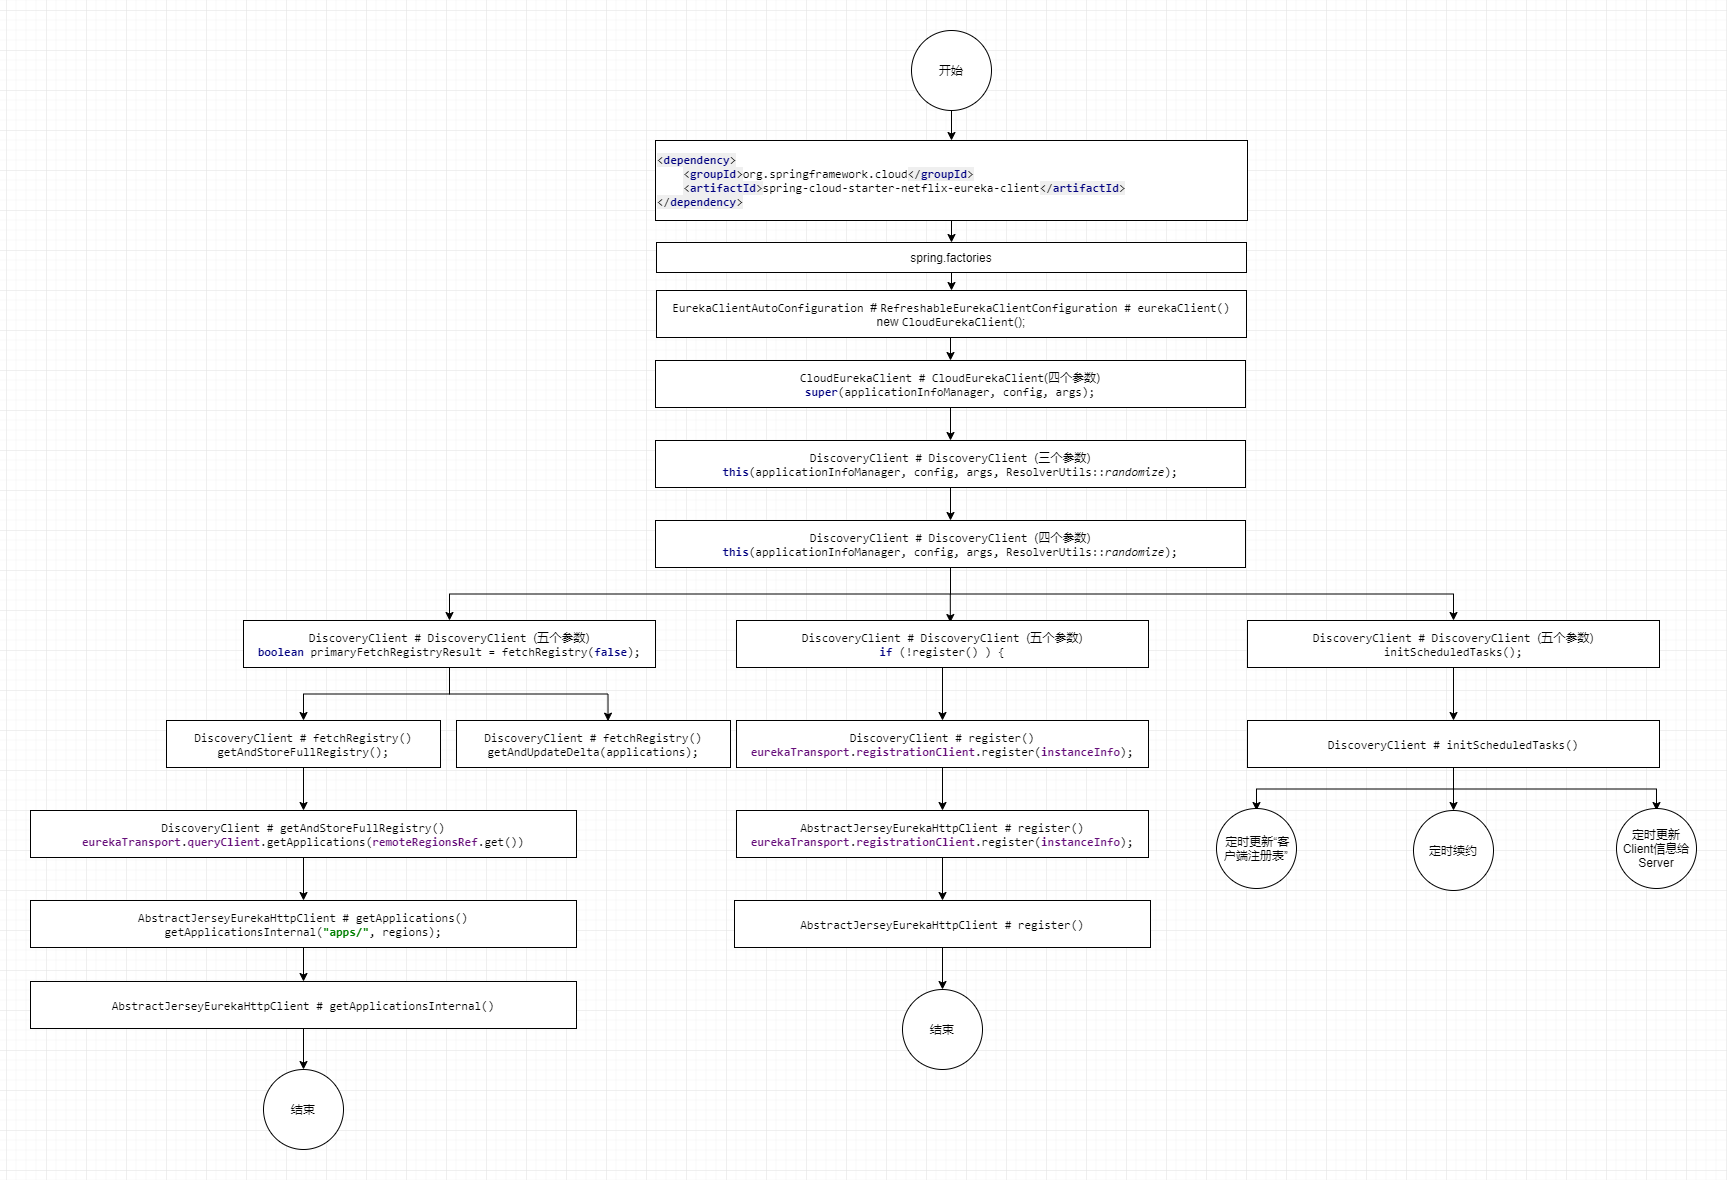 开始
<dependency>
<groupId>org.springframework.cloud</groupId>
<artifactId>spring-cloud-starter-netflix-eureka-client</artifactId>
</dependency>
spring.factories
EurekaClientAutoConfiguration # RefreshableEurekaClientConfiguration # eurekaClient()
new CloudEurekaClient();
CloudEurekaClient # CloudEurekaClient(四个参数)
super(applicationInfoManager, config, args);
DiscoveryClient # DiscoveryClient (三个参数)
this(applicationInfoManager, config, args, ResolverUtils::randomize);
DiscoveryClient # DiscoveryClient (四个参数)
this(applicationInfoManager, config, args, ResolverUtils::randomize);
DiscoveryClient # DiscoveryClient (五个参数)
boolean primaryFetchRegistryResult = fetchRegistry(false);
DiscoveryClient # fetchRegistry()
getAndStoreFullRegistry();
DiscoveryClient # fetchRegistry()
getAndUpdateDelta(applications);
DiscoveryClient # getAndStoreFullRegistry()
eurekaTransport.queryClient.getApplications(remoteRegionsRef.get())
AbstractJerseyEurekaHttpClient # getApplications()
getApplicationsInternal("apps/", regions);
AbstractJerseyEurekaHttpClient # getApplicationsInternal()
结束
DiscoveryClient # DiscoveryClient (五个参数)
if (!register() ) {
DiscoveryClient # register()
eurekaTransport.registrationClient.register(instanceInfo);
AbstractJerseyEurekaHttpClient # register()
eurekaTransport.registrationClient.register(instanceInfo);
AbstractJerseyEurekaHttpClient # register()
结束
DiscoveryClient # DiscoveryClient (五个参数)
initScheduledTasks();
DiscoveryClient # initScheduledTasks()
定时更新“客
户端注册表”
定时续约
定时更新
Client信息给
Server